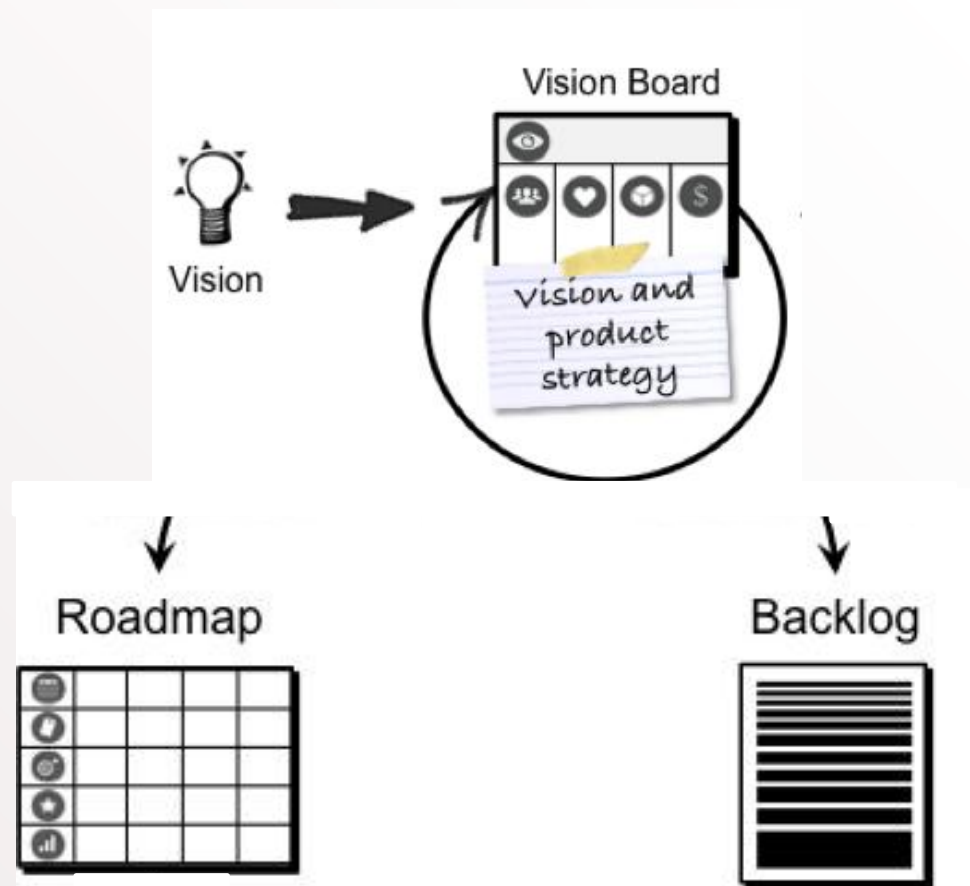 Vision Board
Vision
Vision and
product
strategy
Roadmap
Backlog